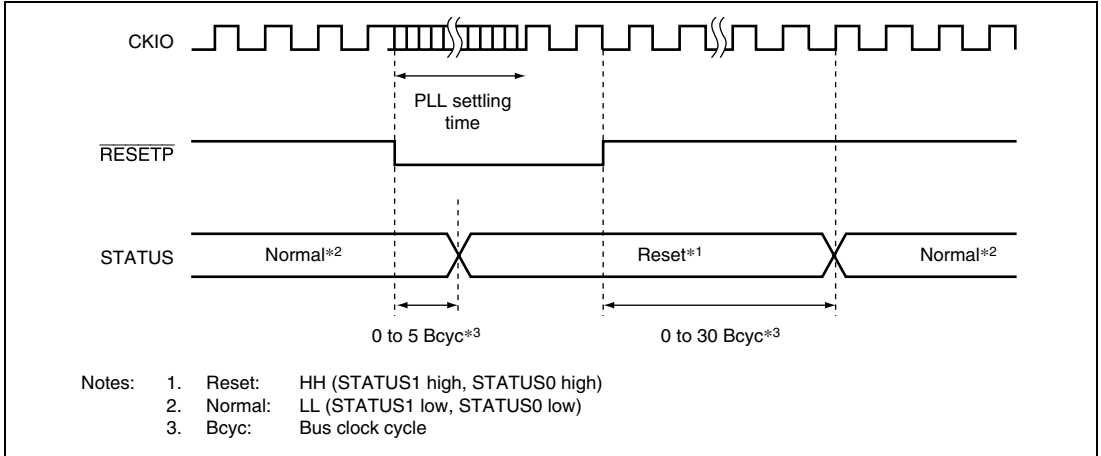 CKIO
PLL settling
time
RESETP
STATUS Normal*2 Reset*1 Normal*2
0 to 5 Bcyc*3 0 to 30 Bcyc*3
Notes: 1. Reset: HH (STATUS1 high, STATUS0 high)
2. Normal: LL (STATUS1 low, STATUS0 low)
3. Bcyc: Bus clock cycle